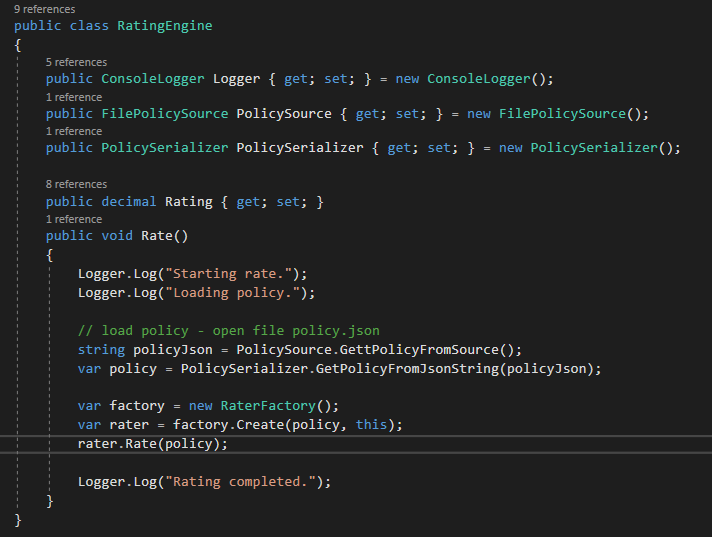 9 references
public class RatingEngine
{
5 references
public ConsoleLogger Logger { get; set; } = new ConsoleLogger();
1 reference
public FilePolicySource PolicySource { get; set; } = new FilePolicySource();
1 reference
public PolicySerializer PolicySerializer { get; set; } = new PolicySerializer();
8 references
public decimal Rating { get; set; }
1 reference
public void Rate()
{
Logger.Log("Starting rate.");
Logger.Log("Loading policy.");
// load policy - open file policy.json
string policyJson = PolicySource.GettPolicyFromSource();
var policy = PolicySerializer.GetPolicyFromJsonString(policyJson);
var factory = new RaterFactory();
var rater = factory.Create(policy, this);
rater.Rate(policy);
Logger.Log("Rating completed.");
}
}